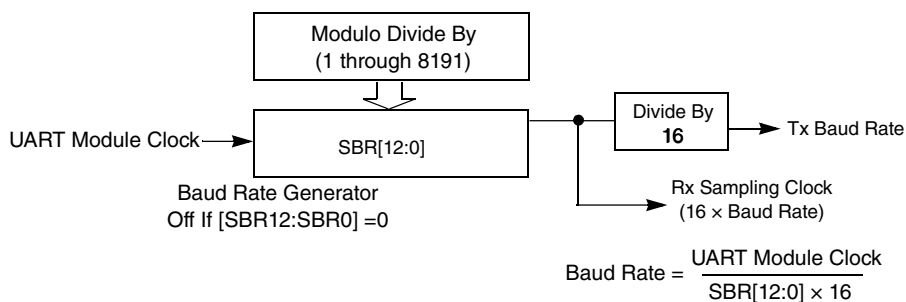 Modulo Divide By
(1 through 8191)
UART Module Clock
SBR[12:0]
Divide By
16
Tx Baud Rate
Baud Rate Generator
Off If [SBR12:SBR0] =0
Rx Sampling Clock
(16 × Baud Rate)
Baud Rate = UART Module Clock
SBR[12:0] × 16